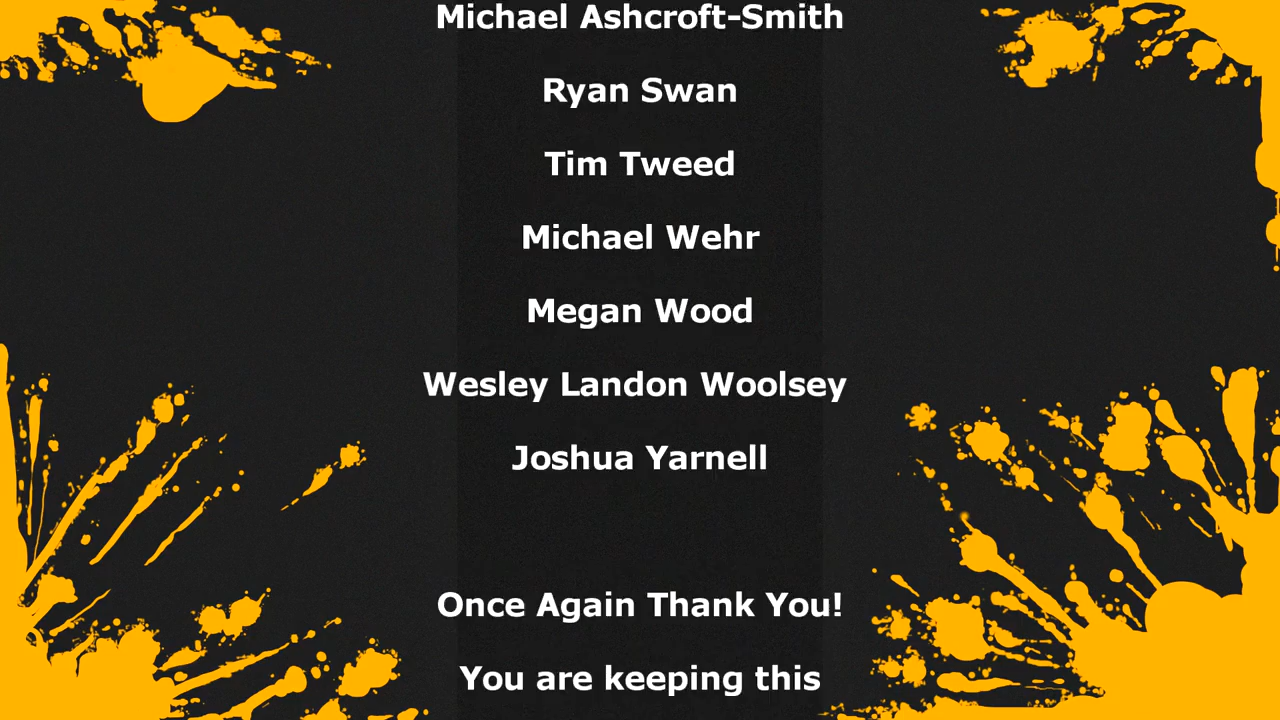 Michael Ashcroft-Smith
Ryan Swan
Tim Tweed
Michael Wehr
Megan Wood
Wesley Landon Woolsey
Joshua Yarnell
Once Again Thank You!
You are keeping this